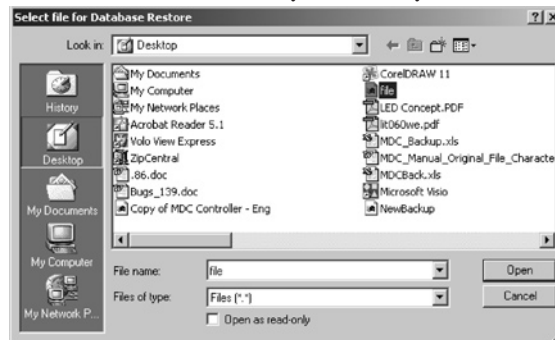 Select file for Database Restore
Look in:
Desktop
History
Desktop
My Documents
My Computer
My Network P...
My Documents
My Computer
My Network Places
Acrobat Reader 5.1
Volo View Express
ZipCentral
.86.doc
Bugs_139.doc
Copy of MDC Controller - Eng
CorelDRAW 11
file
LED Concept.PDF
lit060we.pdf
MDC_Backup.xls
MDC_Manual_Original_File_Characte
MDCBack.xls
Microsoft Visio
NewBackup
File name:
file
Open
Files of type:
Files (*.*)
Cancel
Open as read-only